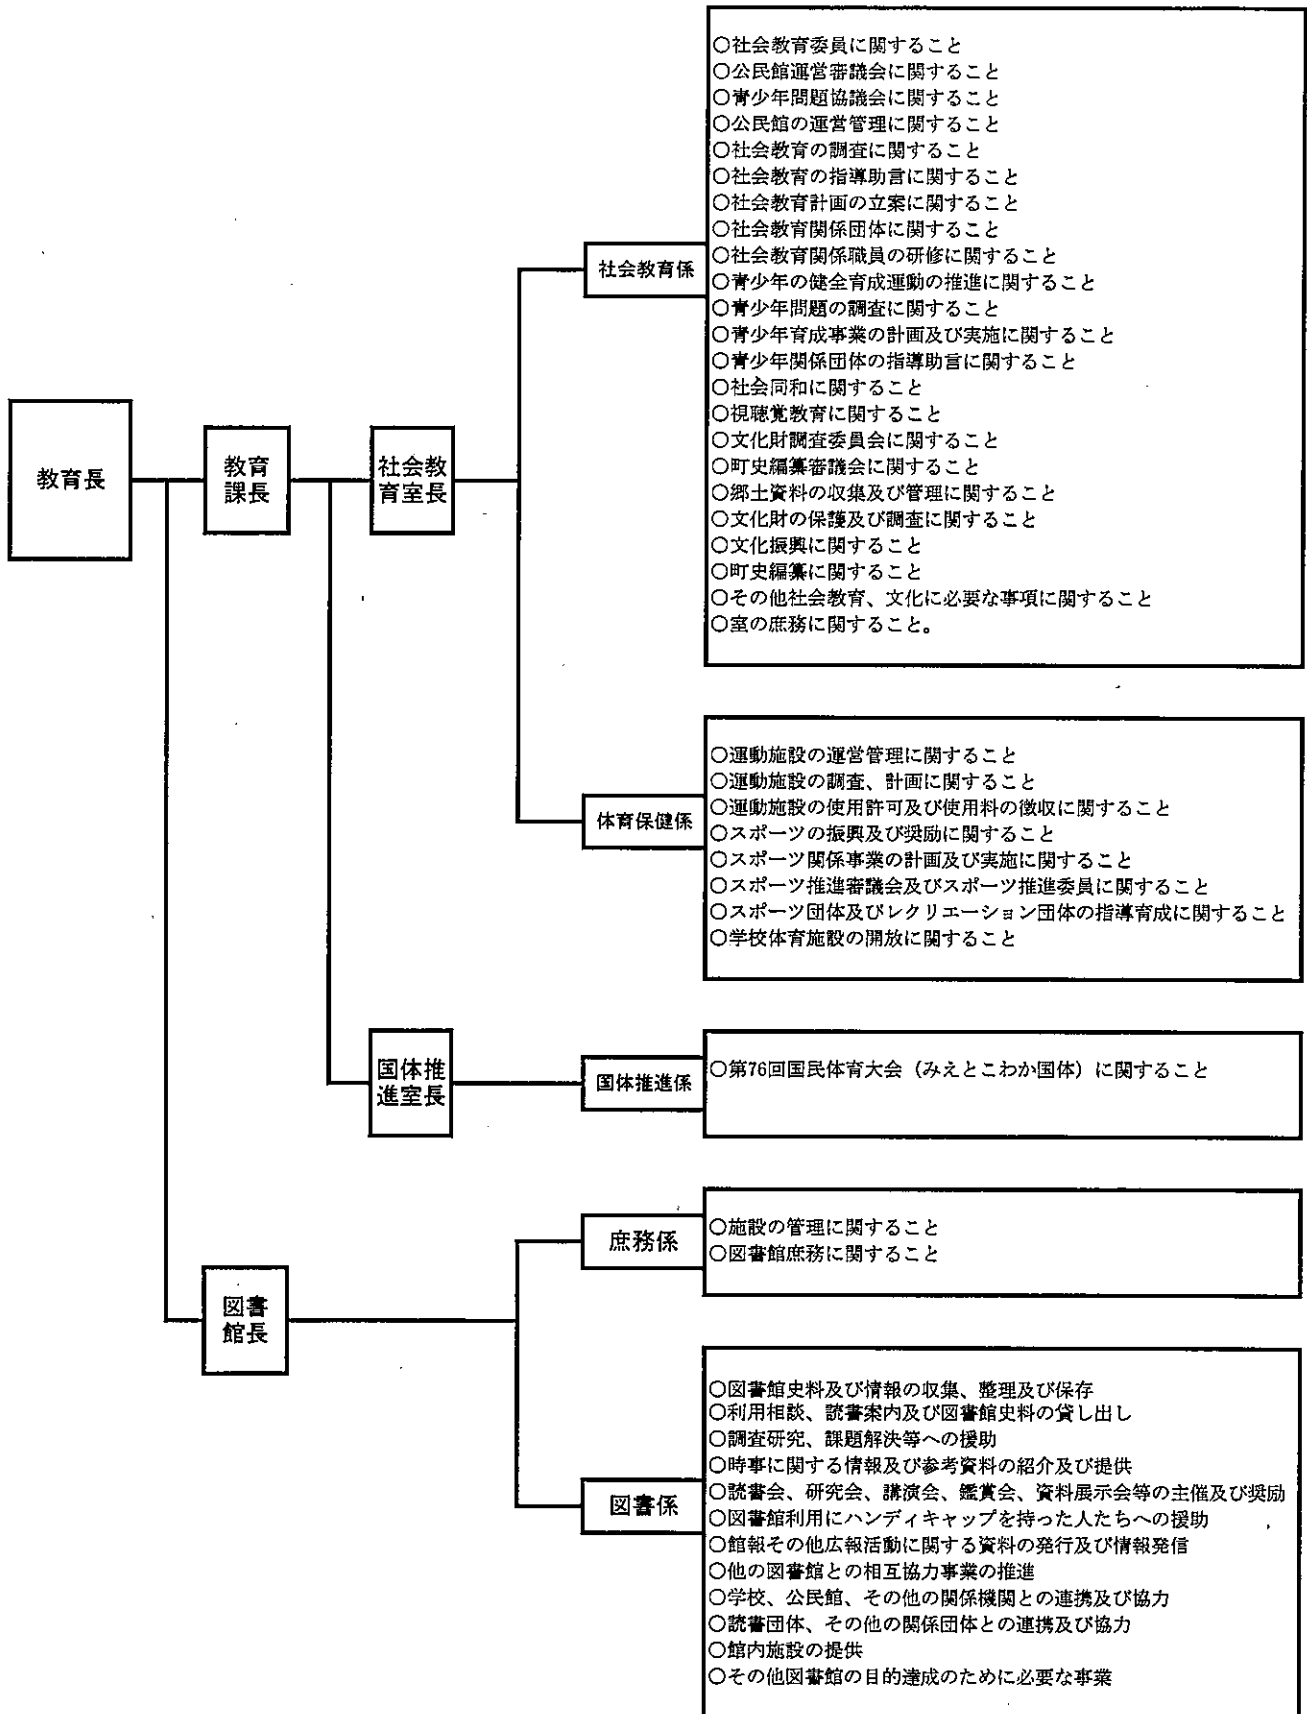 教育長
教育
課長
社会教
育室長
社会教育係
○社会教育委員に関すること
○公民館運営審議会に関すること
○青少年問題協議会に関すること
○公民館の運営管理に関すること
○社会教育の調査に関すること
○社会教育の指導助言に関すること
○社会教育計画の立案に関すること
○社会教育関係団体に関すること
○社会教育関係職員の研修に関すること
○青少年の健全育成運動の推進に関すること
○青少年問題の調査に関すること
○青少年育成事業の計画及び実施に関すること
○青少年関係団体の指導助言に関すること
○社会同和に関すること
○視聴覚教育に関すること
○文化財調査委員会に関すること
○町史編纂審議会に関すること
○郷土資料の収集及び管理に関すること
○文化財の保護及び調査に関すること
○文化振興に関すること
○町史編纂に関すること
○その他社会教育、文化に必要な事項に関すること
○室の庶務に関すること。
体育保健係
○運動施設の運営管理に関すること
○運動施設の調査、計画に関すること
○運動施設の使用許可及び使用料の徴収に関すること
○スポーツの振興及び奨励に関すること
○スポーツ関係事業の計画及び実施に関すること
○スポーツ推進審議会及びスポーツ推進委員に関すること
○スポーツ団体及びレクリエーション団体の指導育成に関すること
○学校体育施設の開放に関すること
国体推
進室長
国体推進係
○第76回国民体育大会（みえとこわか国体）に関すること
図書
館長
庶務係
○施設の管理に関すること
○図書館庶務に関すること
図書係
○図書館史料及び情報の収集、整理及び保存
○利用相談、読書案内及び図書館史料の貸し出し
○調査研究、課題解決等への援助
○時事に関する情報及び参考資料の紹介及び提供
○読書会、研究会、講演会、鑑賞会、資料展示会等の主催及び奨励
○図書館利用にハンディキャップを持った人たちへの援助
○館報その他広報活動に関する資料の発行及び情報発信
○他の図書館との相互協力事業の推進
○学校、公民館、その他の関係機関との連携及び協力
○読書団体、その他の関係団体との連携及び協力
○館内施設の提供
○その他図書館の目的達成のために必要な事業